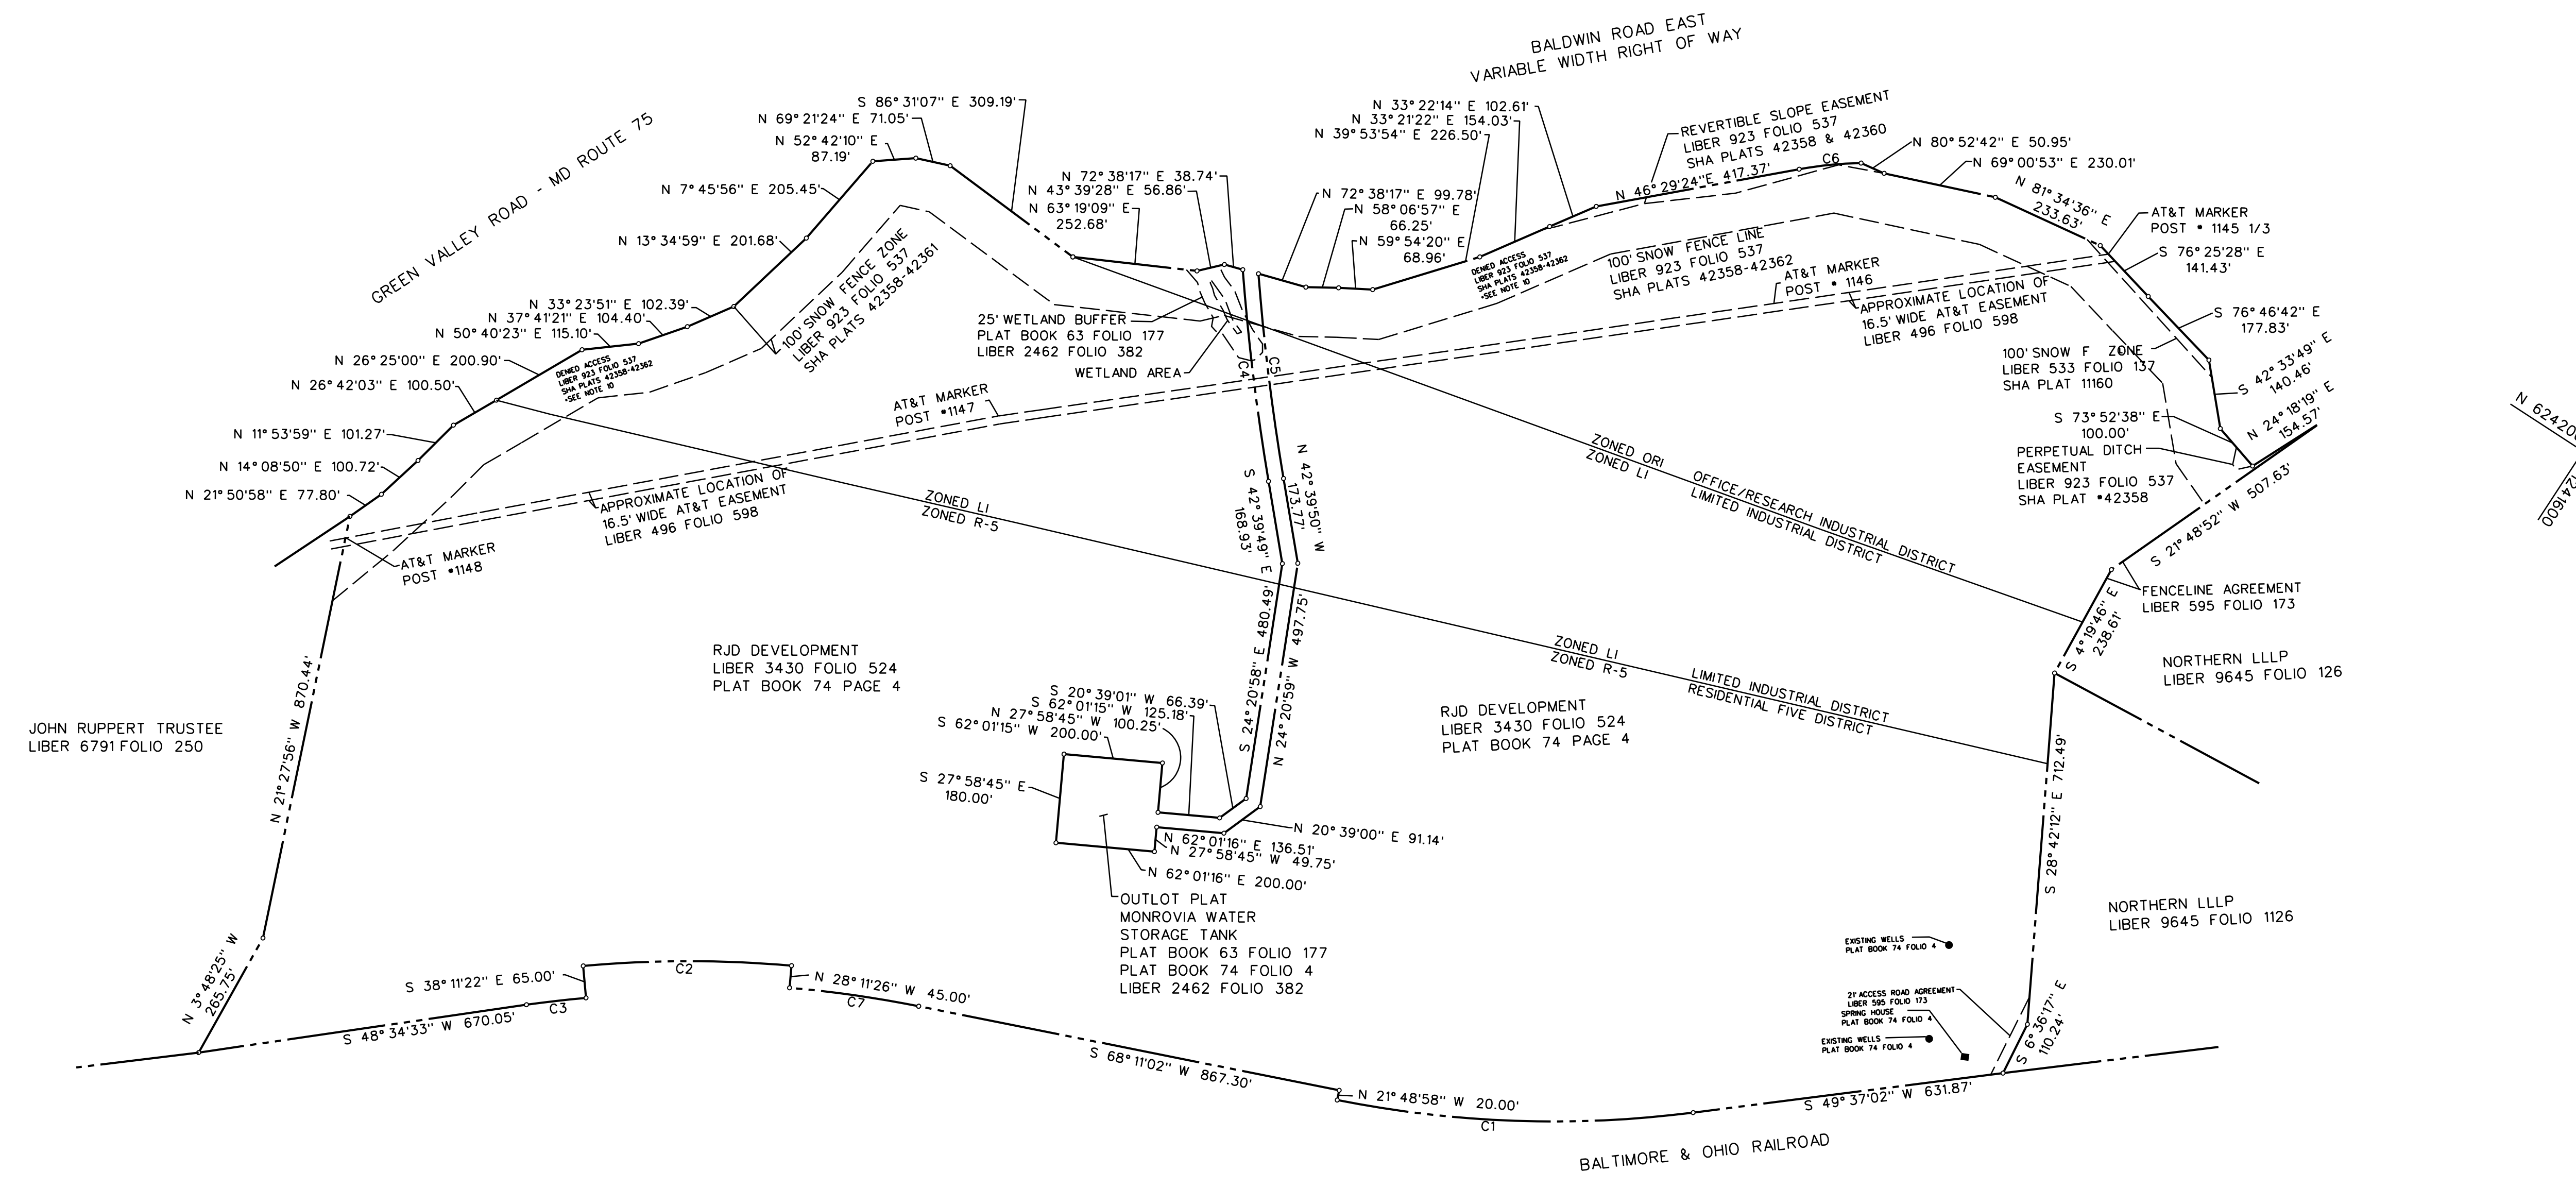 BALDWIN ROAD EAST
VARIABLE WIDTH RIGHT OF WAY
GREEN VALLEY ROAD - MD ROUTE 75
S 86°31'07" E 309.19'
N 69°21'24" E 71.05'
N 52°42'10" E
87.19'
N 7°45'56" E 205.45'
N 13°34'59" E 201.68'
N 33°23'51" E 102.39'
N 37°41'21" E 104.40'
N 50°40'23" E 115.10'
N 26°25'00" E 200.90'
N 26°42'03" E 100.50'
N 11°53'59" E 101.27'
N 14°08'50" E 100.72'
N 21°50'58" E 77.80'
DENIED ACCESS
LIBER 923 FOLIO 537
SHA PLATS 42358-42362
*SEE NOTE 10
100' SNOW FENCE ZONE
LIBER 923 FOLIO 537
SHA PLATS 42358-42361
N 72°38'17" E 38.74'
N 43°39'28" E 56.86'
N 63°19'09" E
252.68'
25' WETLAND BUFFER
PLAT BOOK 63 FOLIO 177
LIBER 2462 FOLIO 382
WETLAND AREA
C4
C5
N 33°22'14" E 102.61'
N 33°21'22" E 154.03'
N 39°53'54" E 226.50'
N 72°38'17" E 99.78'
N 58°06'57" E
66.25'
N 59°54'20" E
68.96'
DENIED ACCESS
LIBER 923 FOLIO 537
SHA PLATS 42358-42362
*SEE NOTE 10
REVERTIBLE SLOPE EASEMENT
LIBER 923 FOLIO 537
SHA PLATS 42358 & 42360
N 46°29'24"E 417.37'
C6
N 80°52'42" E 50.95'
N 69°00'53" E 230.01'
N 81°34'36" E
233.63'
AT&T MARKER
POST * 1145 1/3
S 76°25'28" E
141.43'
100' SNOW FENCE LINE
LIBER 923 FOLIO 537
SHA PLATS 42358-42362
AT&T MARKER
POST * 1146
APPROXIMATE LOCATION OF
16.5' WIDE AT&T EASEMENT
LIBER 496 FOLIO 598
S 76°46'42" E
177.83'
100' SNOW F ZONE
LIBER 533 FOLIO 137
SHA PLAT 11160
S 42°33'49" E
140.46'
S 73°52'38" E
100.00'
N 24°18'19" E
154.57'
PERPETUAL DITCH
EASEMENT
LIBER 923 FOLIO 537
SHA PLAT *42358
S 21°48'52" W 507.63'
AT&T MARKER
POST *1147
APPROXIMATE LOCATION OF
16.5' WIDE AT&T EASEMENT
LIBER 496 FOLIO 598
AT&T MARKER
POST *1148
ZONED LI
ZONED R-5
S 42°39'49" E
168.93'
N 42°39'50" W
173.77'
ZONED ORI OFFICE/RESEARCH INDUSTRIAL DISTRICT
ZONED LI LIMITED INDUSTRIAL DISTRICT
FENCELINE AGREEMENT
LIBER 595 FOLIO 173
S 4°19'46" E
238.61'
NORTHERN LLLP
LIBER 9645 FOLIO 126
ZONED LI LIMITED INDUSTRIAL DISTRICT
ZONED R-5 RESIDENTIAL FIVE DISTRICT
S 24°20'58" E 480.49'
N 24°20'59" W 497.75'
RJD DEVELOPMENT
LIBER 3430 FOLIO 524
PLAT BOOK 74 PAGE 4
RJD DEVELOPMENT
LIBER 3430 FOLIO 524
PLAT BOOK 74 PAGE 4
JOHN RUPPERT TRUSTEE
LIBER 6791 FOLIO 250
N 21°27'56" W 870.44'
S 20°39'01" W 66.39'
S 62°01'15" W 125.18'
N 27°58'45" W 100.25'
S 62°01'15" W 200.00'
S 27°58'45" E
180.00'
N 20°39'00" E 91.14'
N 62°01'16" E 136.51'
N 27°58'45" W 49.75'
N 62°01'16" E 200.00'
OUTLOT PLAT
MONROVIA WATER
STORAGE TANK
PLAT BOOK 63 FOLIO 177
PLAT BOOK 74 FOLIO 4
LIBER 2462 FOLIO 382
S 28°42'12" E 712.49'
NORTHERN LLLP
LIBER 9645 FOLIO 1126
EXISTING WELLS
PLAT BOOK 74 FOLIO 4
21' ACCESS ROAD AGREEMENT
LIBER 595 FOLIO 173
SPRING HOUSE
PLAT BOOK 74 FOLIO 4
EXISTING WELLS
PLAT BOOK 74 FOLIO 4
S 6°36'17" E
110.24'
N 3°48'25" W
265.75'
S 48°34'33" W 670.05'
C3
S 38°11'22" E 65.00'
C2
N 28°11'26" W 45.00'
C7
S 68°11'02" W 867.30'
N 21°48'58" W 20.00'
C1
S 49°37'02" W 631.87'
BALTIMORE & OHIO RAILROAD